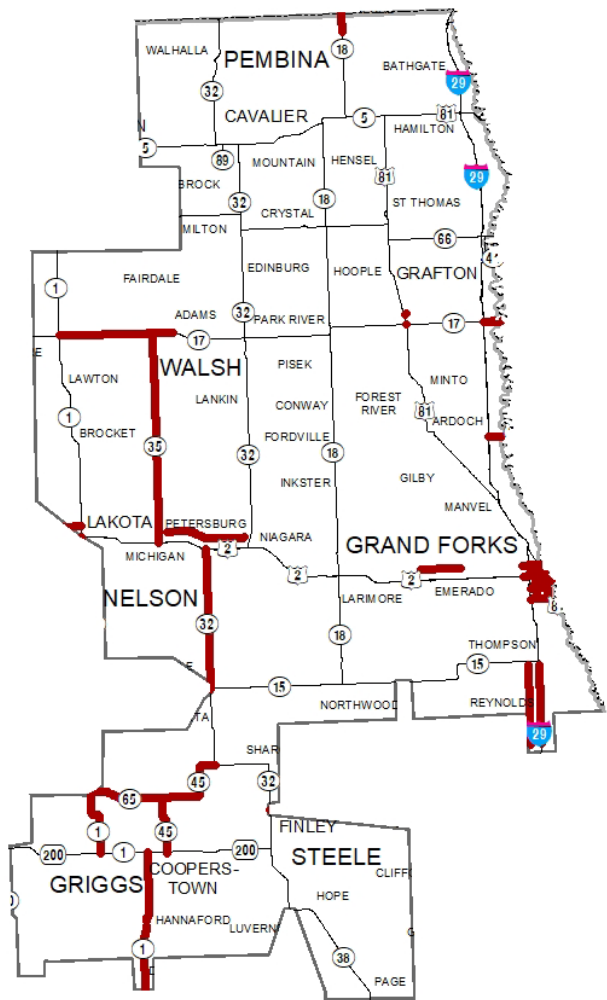 WALHALLA
PEMBINA
18
BATHGATE
29
32
CAVALIER
5
81
HAMILTON
5
89
MOUNTAIN
HENSEL
81
29
BROCK
32
18
ST THOMAS
CRYSTAL
MILTON
66
EDINBURG
HOOPLE
GRAFTON
FAIRDALE
1
ADAMS
32
PARK RIVER
17
17
WALSH
PISEK
LAWTON
LANKIN
CONWAY
FOREST
RIVER
MINTO
81
ARDOCH
1
BROCKET
35
FORDVILLE
32
18
INKSTER
GILBY
MANVEL
LAKOTA
PETERSBURG
NIAGARA
MICHIGAN
2
GRAND FORKS
2
2
EMERADO
NELSON
LARIMORE
32
18
THOMPSON
15
15
NORTHWOOD
REYNOLDS
29
TA
SHAR
45
32
65
1
45
FINLEY
200
1
200
STEELE
COOPERS-
TOWN
GRIGGS
CLIFF
HOPE
HANNAFORD
LUVERN
1
38
PAGE